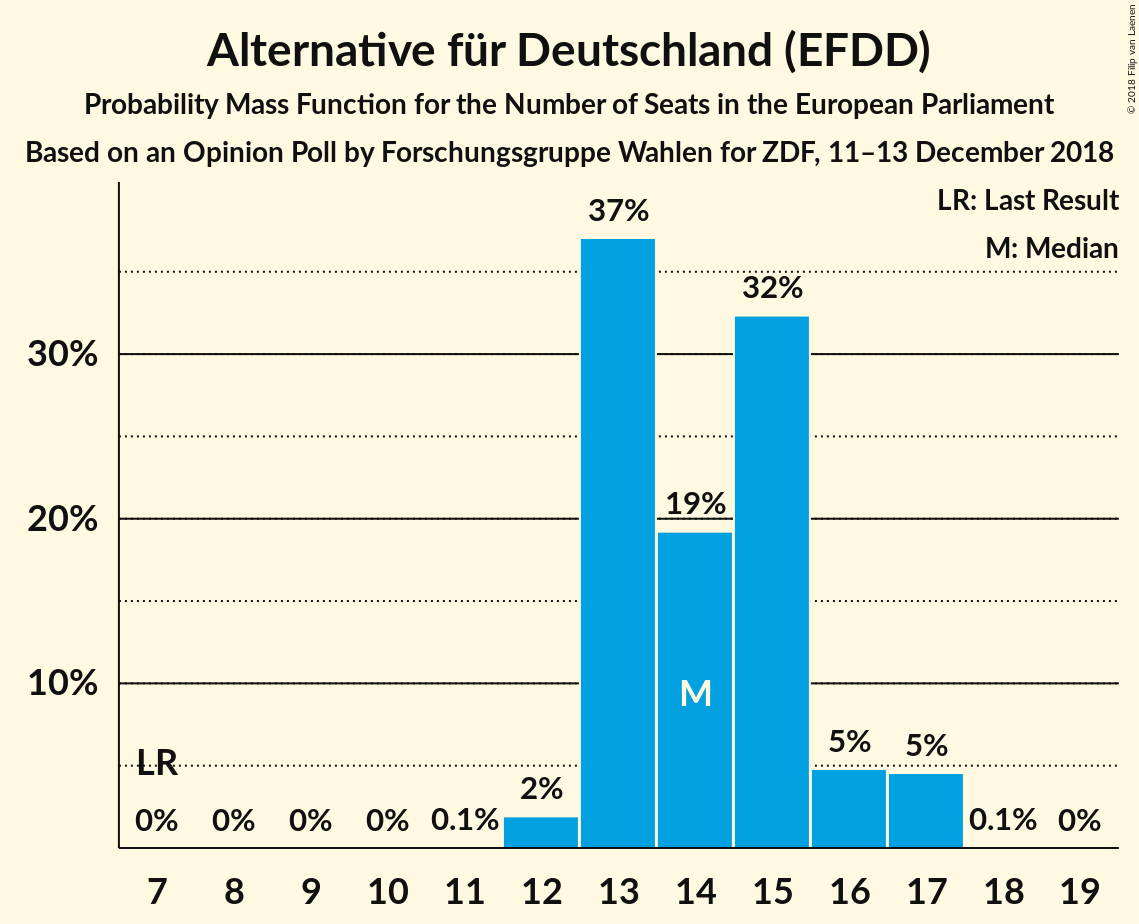 Alternative für Deutschland (EFDD)
Probability Mass Function for the Number of Seats in the European Parliament
Based on an Opinion Poll by Forschungsgruppe Wahlen for ZDF, 11–13 December 2018
© 2018 Filip van Laenen
LR: Last Result
M: Median
37%
32%
30%
19%
20%
10%
M
LR
5%
5%
2%
0%
0%
0%
0%
0.1%
0.1%
0%
7 8 9 10 11 12 13 14 15 16 17 18 19